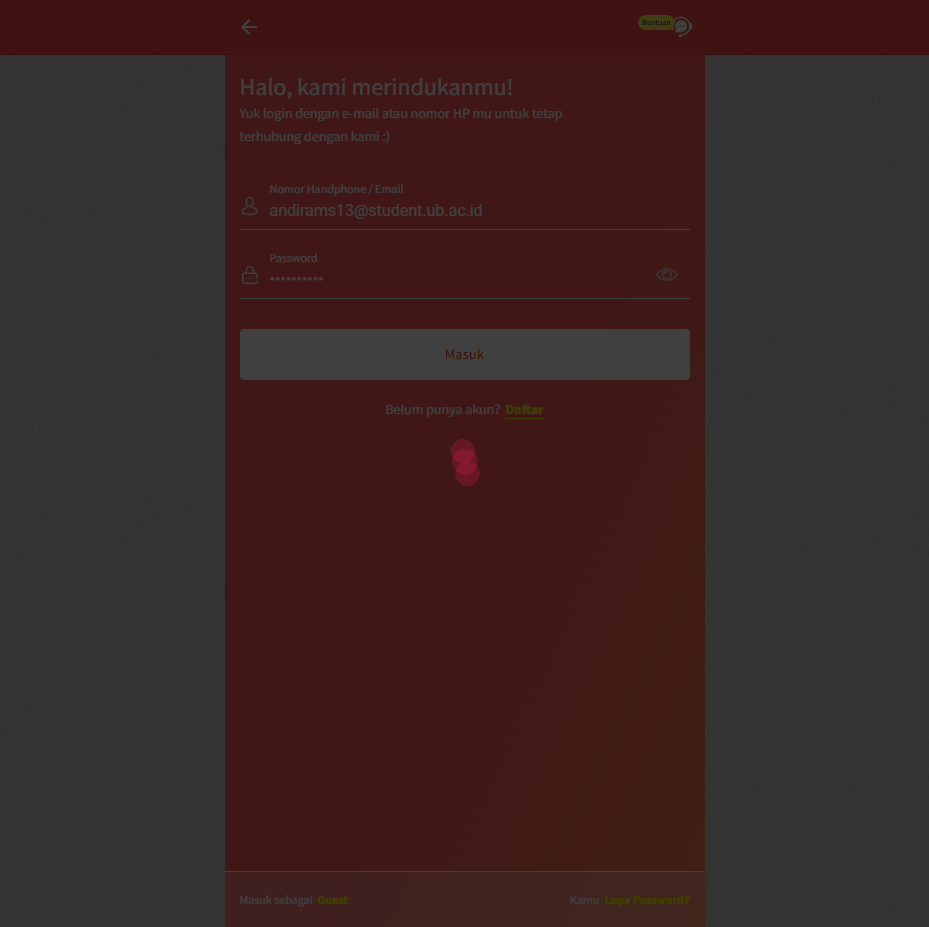 Bantuan
Halo, kami merindukanmu!
Yuk login dengan e-mail atau nomor HP mu untuk tetap
terhubung dengan kami :)
Nomor Handphone / Email
andirams13@student.ub.ac.id
Password
••••••••••
Masuk
Belum punya akun? Daftar
Masuk sebagai Guest
Kamu Lupa Password?